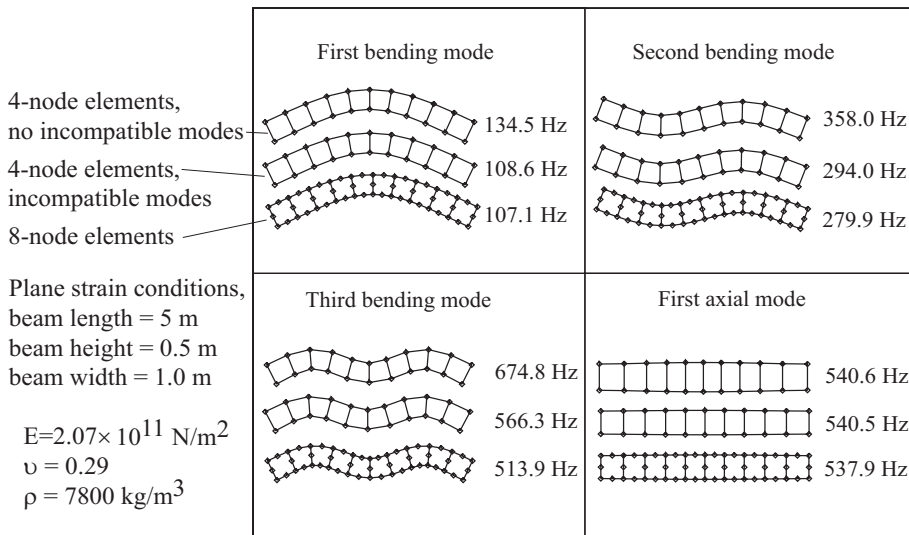 First bending mode
134.5 Hz
108.6 Hz
107.1 Hz
Second bending mode
358.0 Hz
294.0 Hz
279.9 Hz
4-node elements,
no incompatible modes
4-node elements,
incompatible modes
8-node elements
Plane strain conditions,
beam length = 5 m
beam height = 0.5 m
beam width = 1.0 m
E=2.07× 10¹¹ N/m²
υ = 0.29
ρ = 7800 kg/m³
Third bending mode
674.8 Hz
566.3 Hz
513.9 Hz
First axial mode
540.6 Hz
540.5 Hz
537.9 Hz